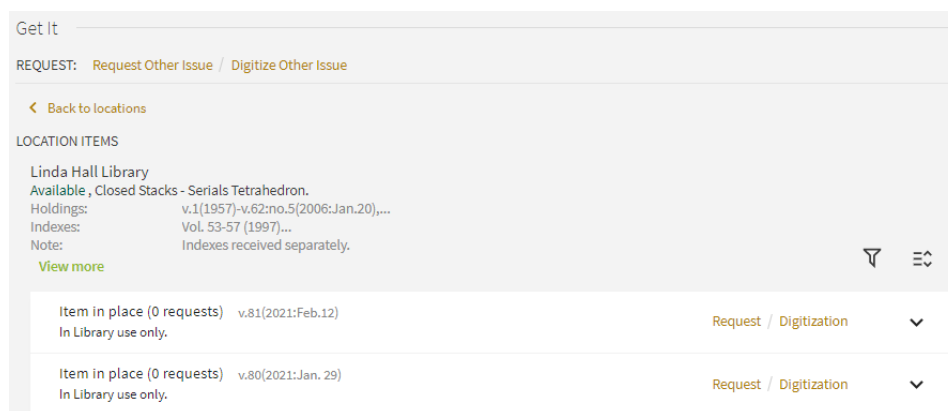 Get It
REQUEST: Request Other Issue / Digitize Other Issue
Back to locations
LOCATION ITEMS
Linda Hall Library
Available , Closed Stacks - Serials Tetrahedron.
Holdings: v.1(1957)-v.62:no.5(2006:Jan.20),...
Indexes: Vol. 53-57 (1997)...
Note: Indexes received separately.
View more
Item in place (0 requests) v.81(2021:Feb.12) Request / Digitization
In Library use only.
Item in place (0 requests) v.80(2021:Jan. 29) Request / Digitization
In Library use only.